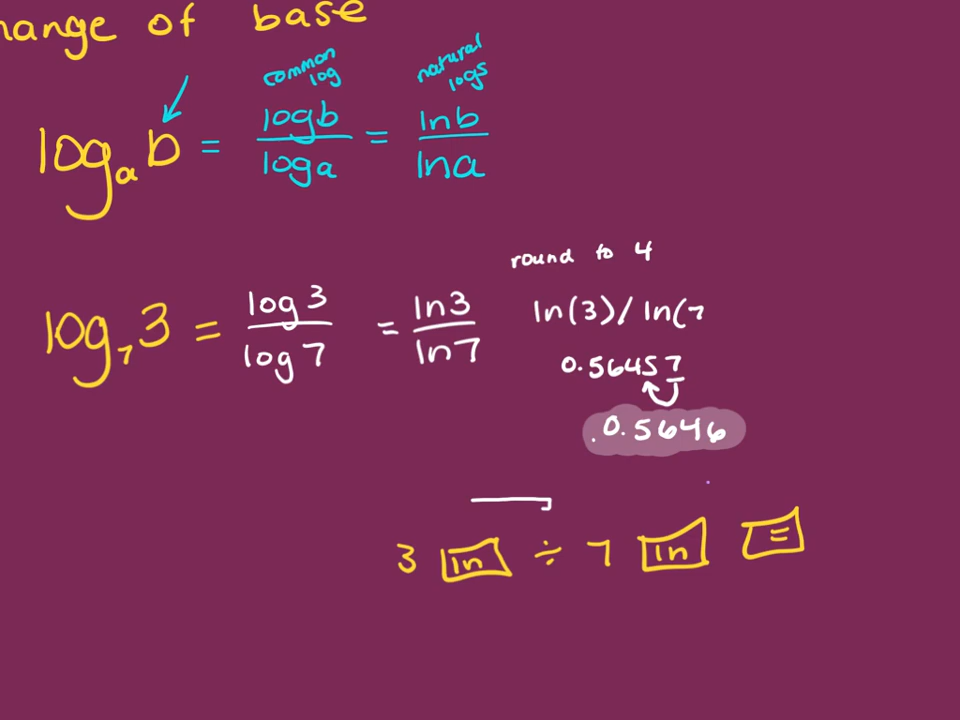 hange of base
common log
natural logs
log_a b = log b / log a = ln b / ln a
round to 4
log_7 3 = log 3 / log 7 = ln 3 / ln 7
ln(3)/ ln(7
0.56457
.0.5646
3 ln ÷ 7 ln =